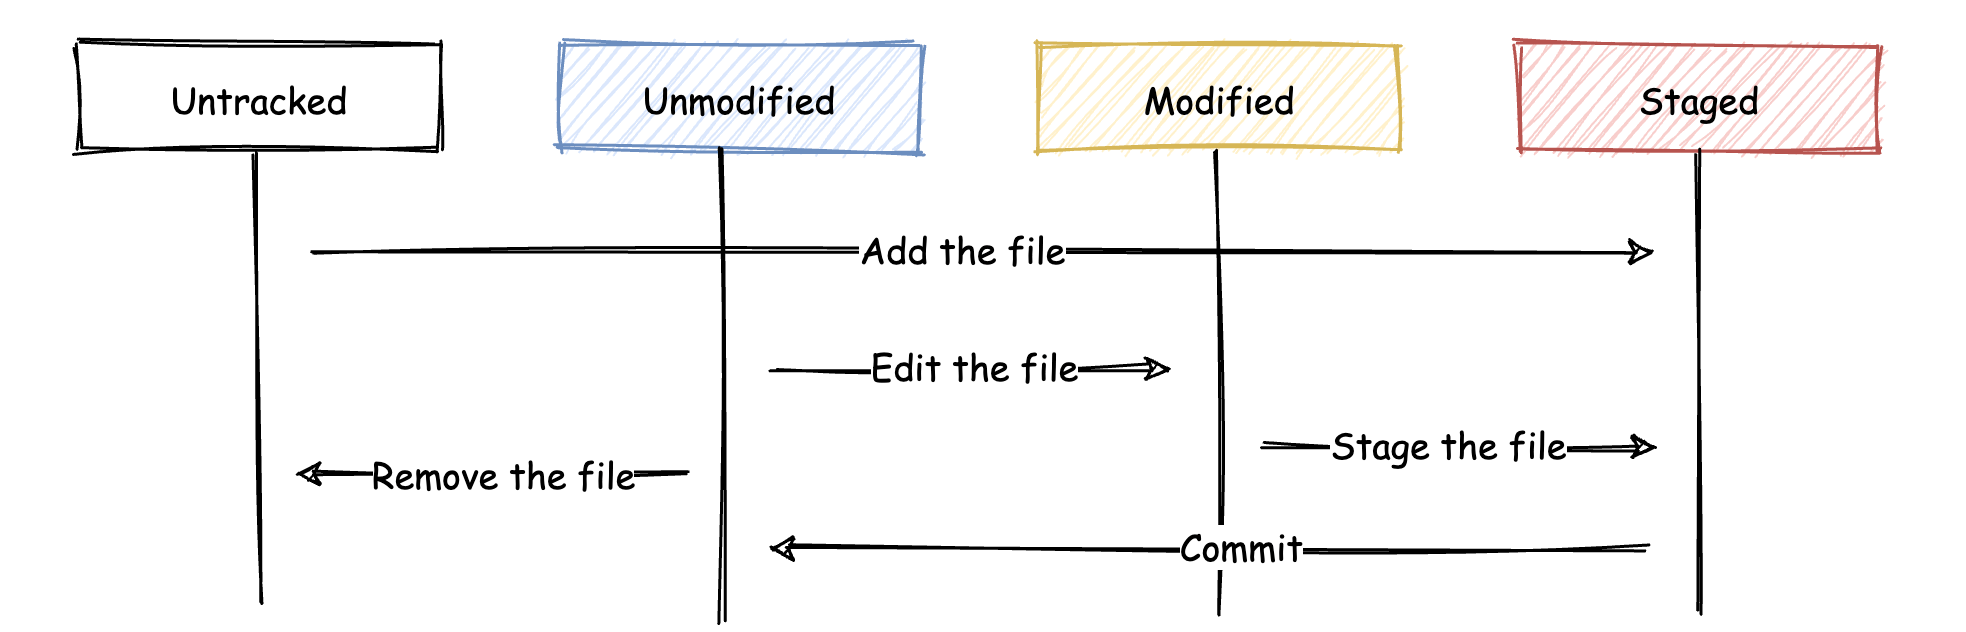 Untracked
Unmodified
Modified
Staged
Add the file
Edit the file
Stage the file
Remove the file
Commit